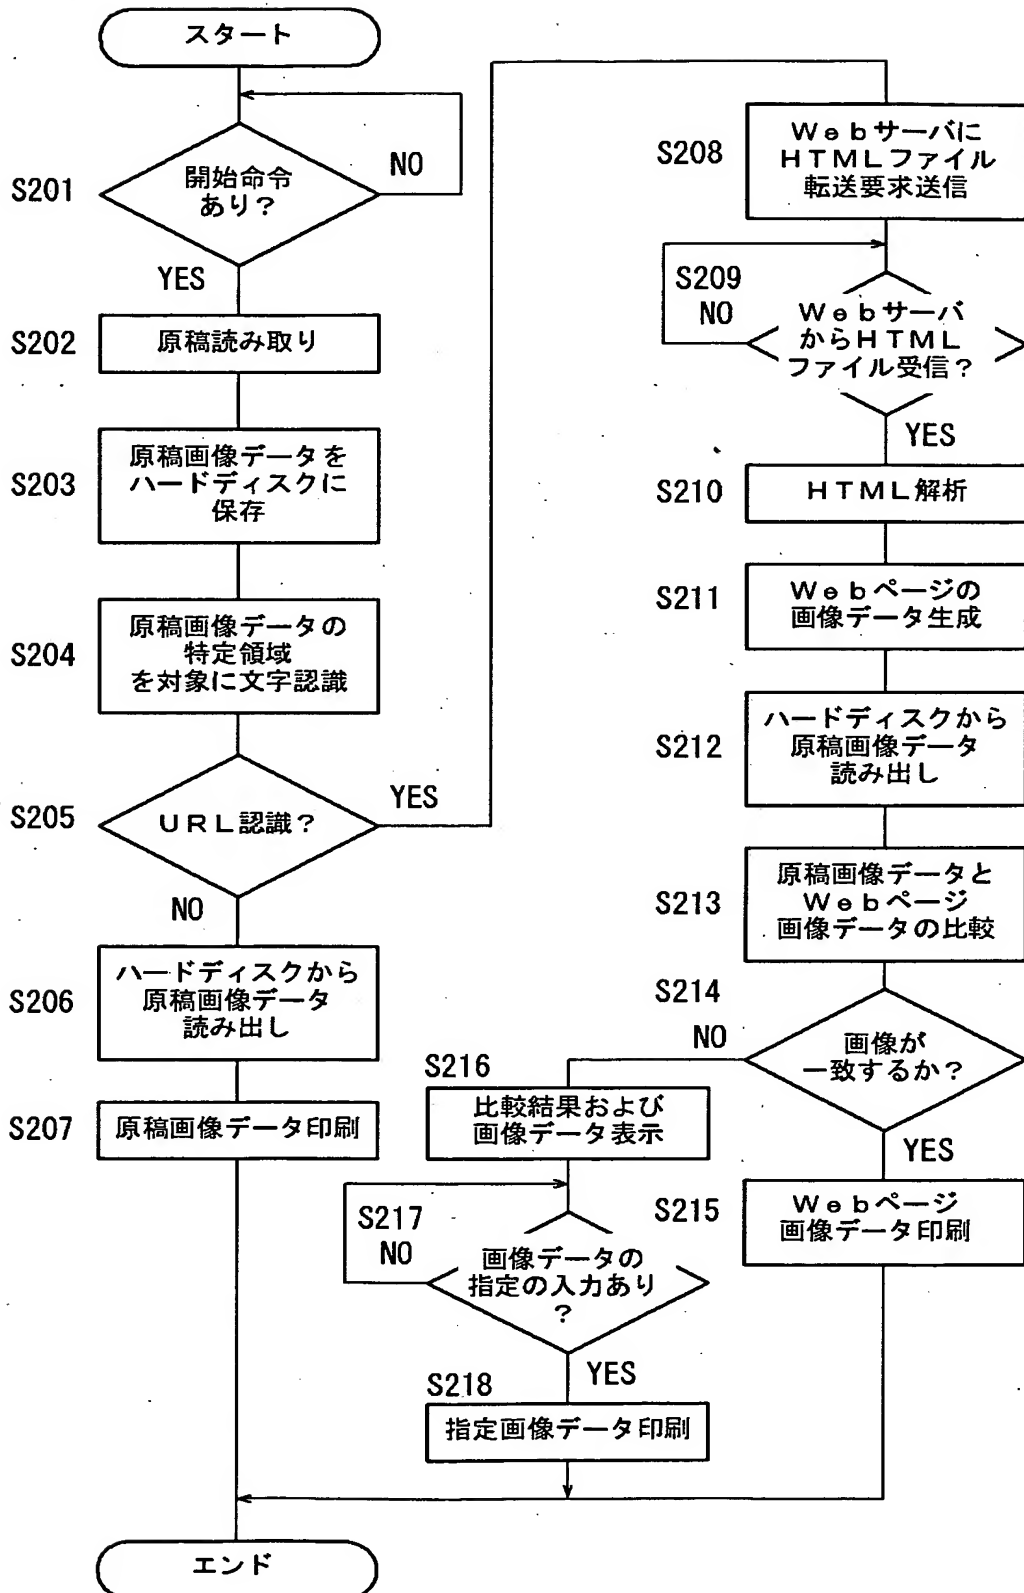 スタート
S201
開始命令
あり?
NO
YES
S202
原稿読み取り
S203
原稿画像データを
ハードディスクに
保存
S204
原稿画像データの
特定領域
を対象に文字認識
S205
URL認識?
YES
NO
S206
ハードディスクから
原稿画像データ
読み出し
S207
原稿画像データ印刷
S208
Webサーバに
HTMLファイル
転送要求送信
S209
NO
Webサーバ
からHTML
ファイル受信?
YES
S210
HTML解析
S211
Webページの
画像データ生成
S212
ハードディスクから
原稿画像データ
読み出し
S213
原稿画像データと
Webページ
画像データの比較
S214
NO
画像が
一致するか?
YES
S215
Webページ
画像データ印刷
S216
比較結果および
画像データ表示
S217
NO
画像データの
指定の入力あり
?
YES
S218
指定画像データ印刷
エンド